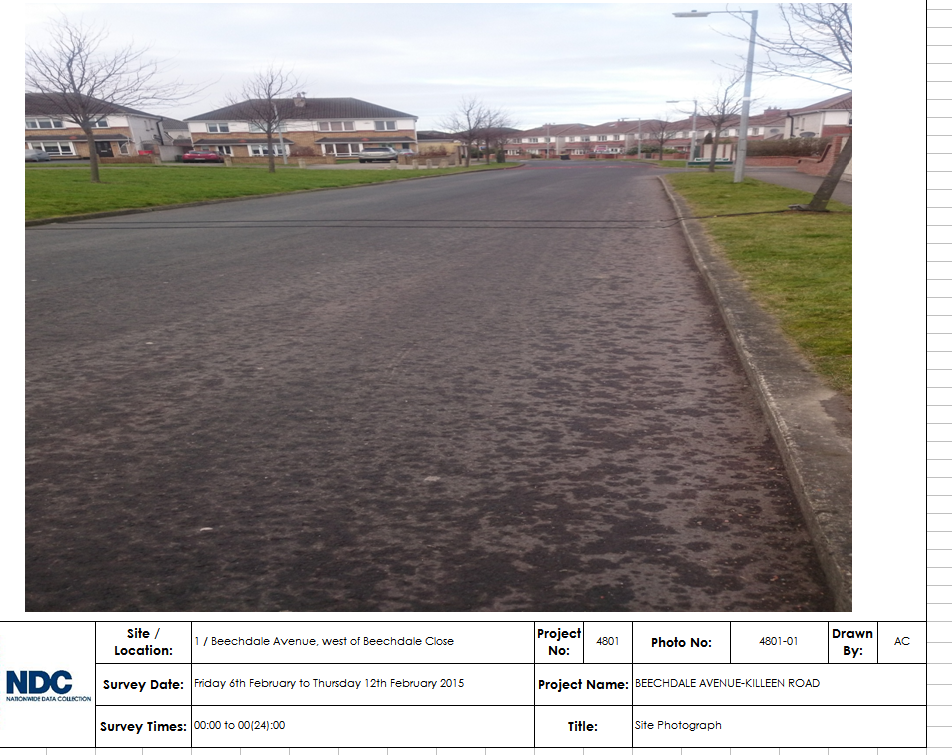 Site / Location: 1 / Beechdale Avenue, west of Beechdale Close Project No: 4801 Photo No: 4801-01 Drawn By: AC
NDC
NATIONWIDE DATA COLLECTION
Survey Date: Friday 6th February to Thursday 12th February 2015 Project Name: BEECHDALE AVENUE-KILLEEN ROAD
Survey Times: 00:00 to 00(24):00 Title: Site Photograph